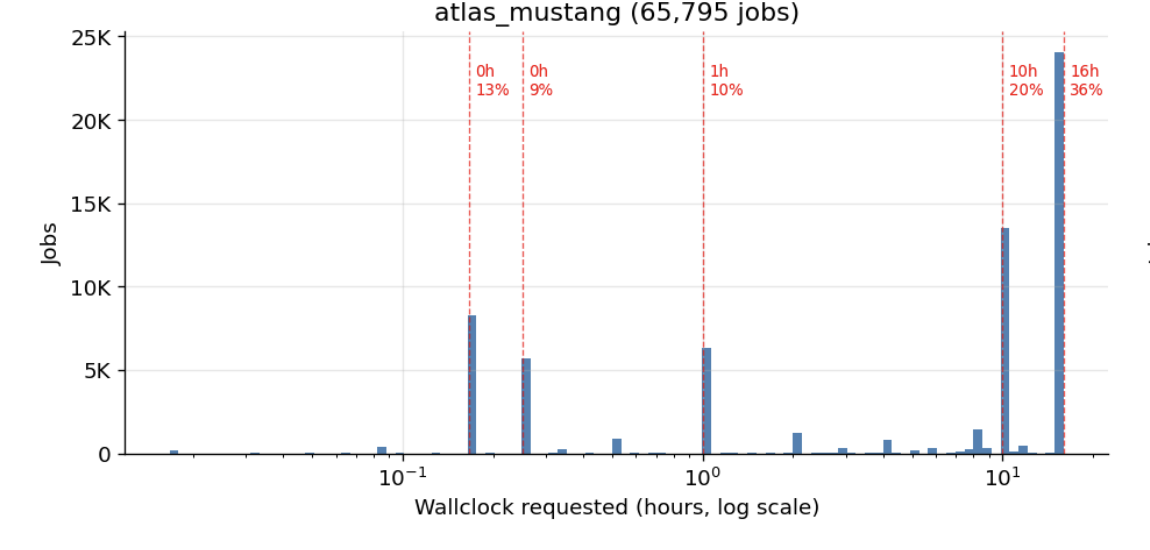 atlas_mustang (65,795 jobs)
25K
20K
15K
10K
5K
0
Jobs
0h
13%
0h
9%
1h
10%
10h
20%
16h
36%
10⁻¹
10⁰
10¹
Wallclock requested (hours, log scale)